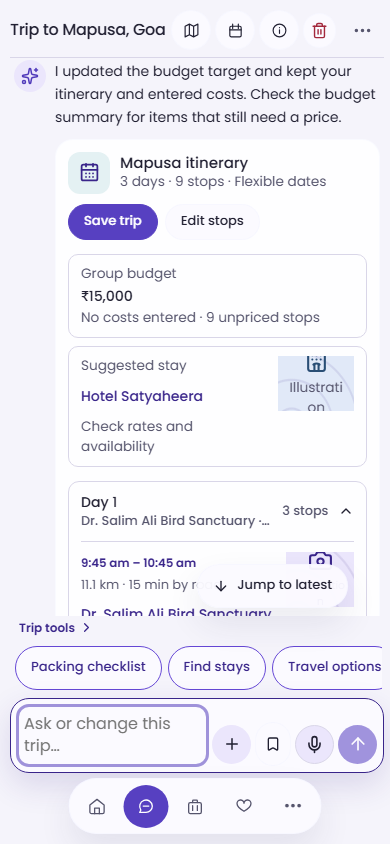 Trip to Mapusa, Goa
I updated the budget target and kept your
itinerary and entered costs. Check the budget
summary for items that still need a price.
Mapusa itinerary
3 days · 9 stops · Flexible dates
Save trip
Edit stops
Group budget
₹15,000
No costs entered · 9 unpriced stops
Suggested stay
Hotel Satyaheera
Check rates and
availability
Illustrati
on
Day 1
Dr. Salim Ali Bird Sanctuary ·...
3 stops
9:45 am – 10:45 am
11.1 km · 15 min by
Jump to latest
Dr. Salim Ali Bird Sanctuary
Trip tools
Packing checklist
Find stays
Travel options
Ask or change this
trip...